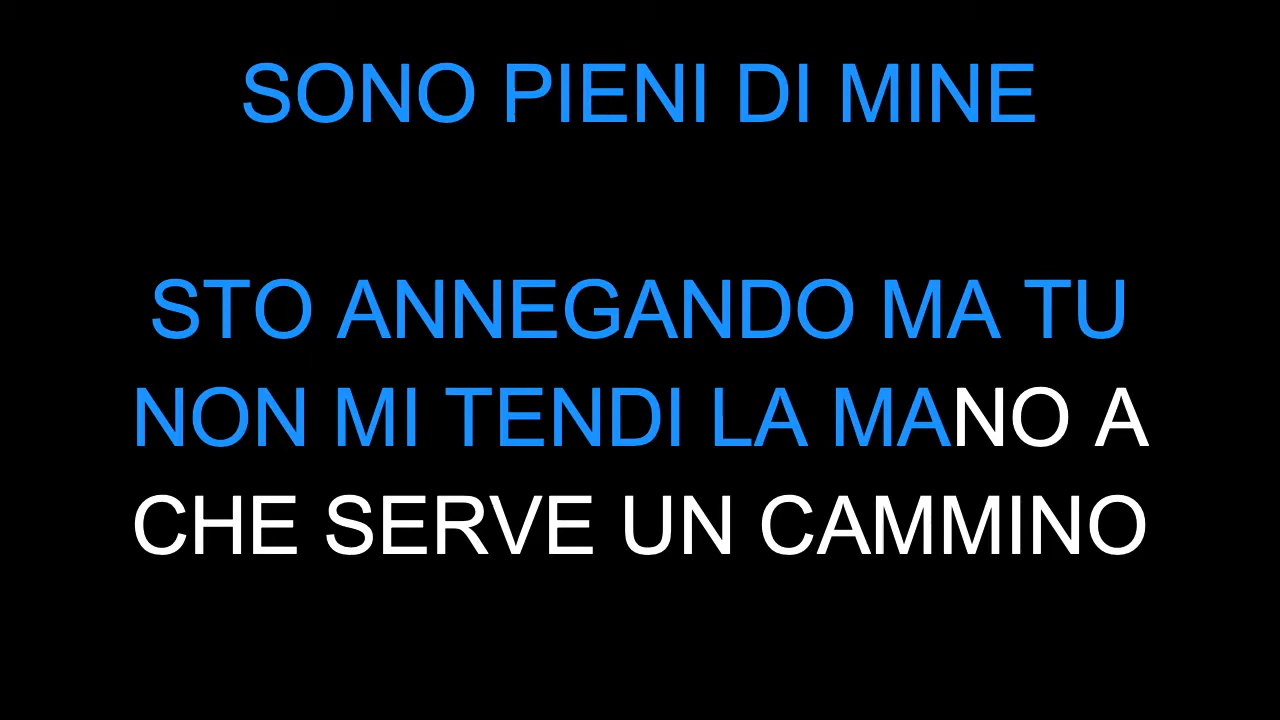 SONO PIENI DI MINE
STO ANNEGANDO MA TU
NON MI TENDI LA MANO A
CHE SERVE UN CAMMINO